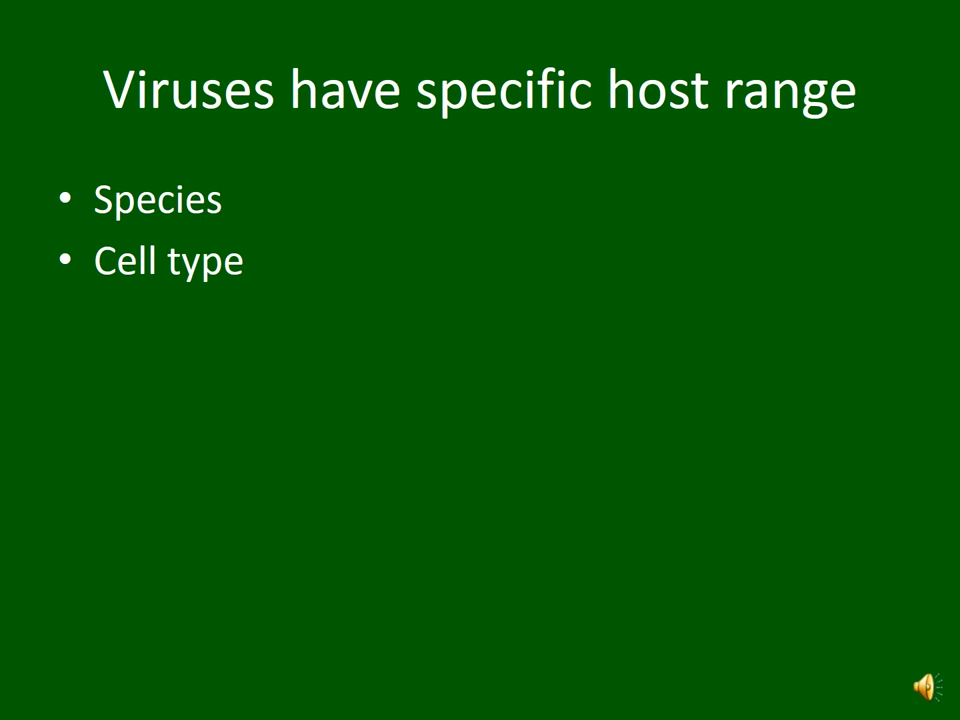 Viruses have specific host range
• Species
• Cell type